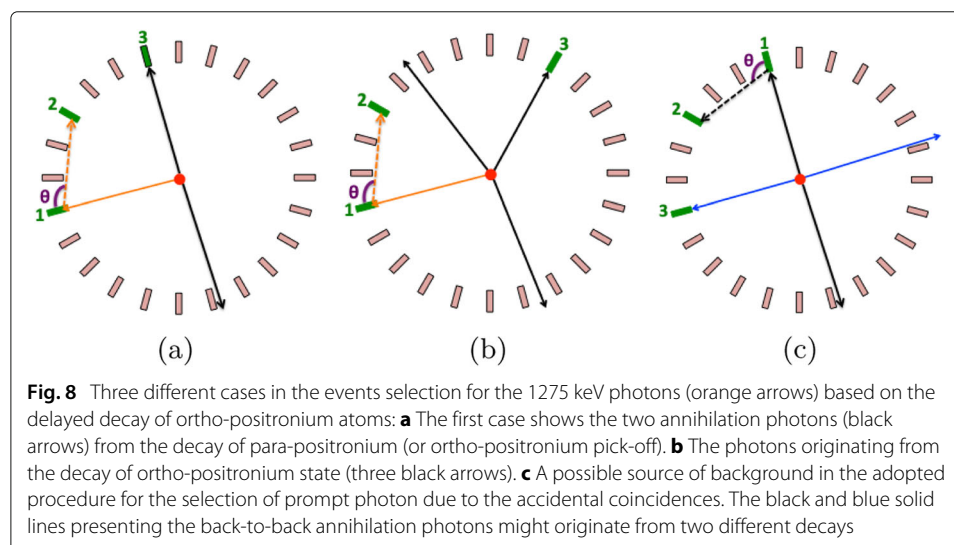 3
2
θ
1
3
2
θ
1
1
θ
2
3
(a)
(b)
(c)
Fig. 8 Three different cases in the events selection for the 1275 keV photons (orange arrows) based on the
delayed decay of ortho-positronium atoms: a The first case shows the two annihilation photons (black
arrows) from the decay of para-positronium (or ortho-positronium pick-off). b The photons originating from
the decay of ortho-positronium state (three black arrows). c A possible source of background in the adopted
procedure for the selection of prompt photon due to the accidental coincidences. The black and blue solid
lines presenting the back-to-back annihilation photons might originate from two different decays